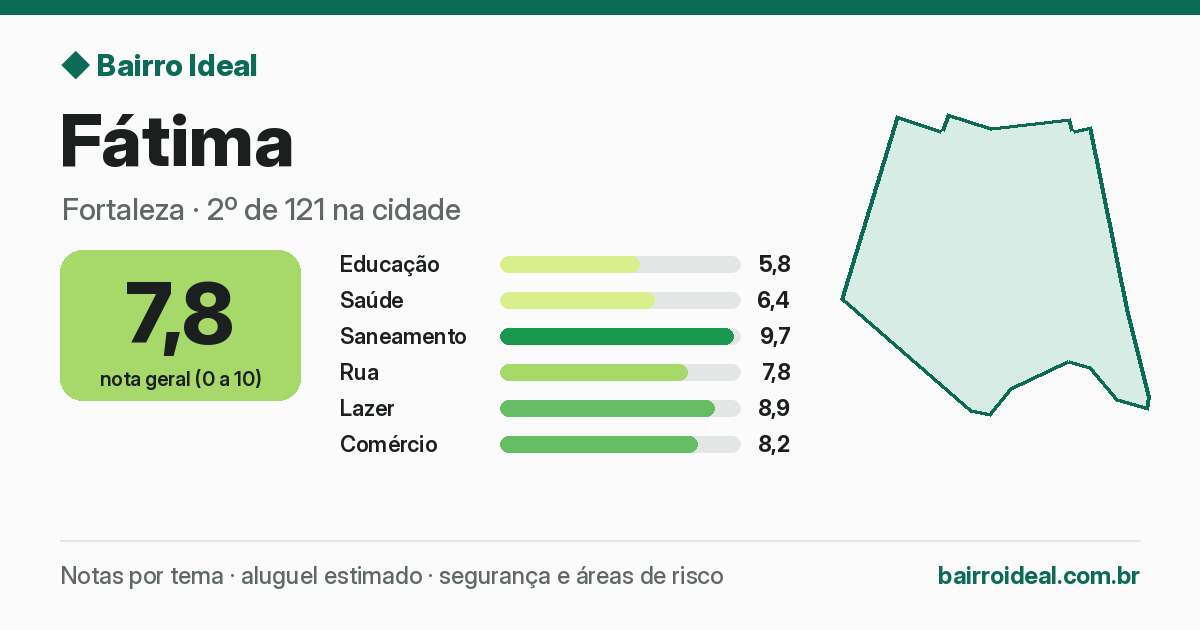 Bairro Ideal
Fátima
Fortaleza · 2º de 121 na cidade
7,8
nota geral (0 a 10)
Educação 5,8
Saúde 6,4
Saneamento 9,7
Rua 7,8
Lazer 8,9
Comércio 8,2
Notas por tema · aluguel estimado · segurança e áreas de risco
bairroideal.com.br